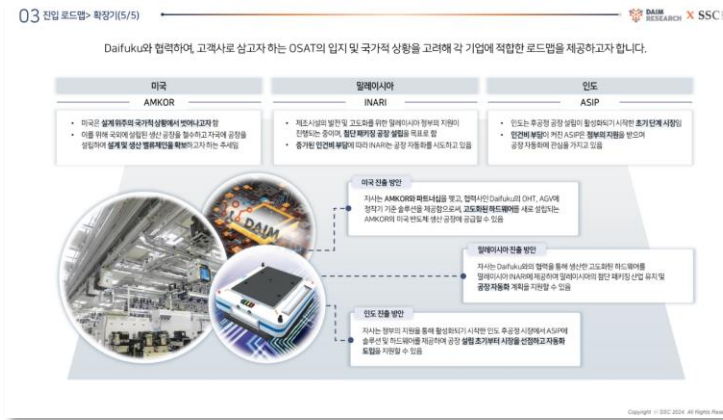 03 진입 로드맵> 확장기(5/5)
DAIM RESEARCH X SSC
Daifuku와 협력하여, 고객사로 삼고자 하는 OSAT의 입지 및 국가적 상황을 고려해 각 기업에 적합한 로드맵을 제공하고자 합니다.
미국
AMKOR
• 미국은 설계 위주의 국가적 상황에서 벗어나고자 함
• 이를 위해 국외에 설립된 생산 공장을 철수하고 자국에 공장을
설립하여 설계 및 생산 밸류체인을 확보하고자 하는 추세임
말레이시아
INARI
• 제조시설의 발전 및 고도화를 위한 말레이시아 정부의 지원이
진행되는 중이며, 첨단 패키징 공장 설립을 목표로 함
• 증가된 인건비 부담에 따라 INARI는 공장 자동화를 시도하고 있음
인도
ASIP
• 인도는 후공정 공장 설립이 활성화되기 시작한 초기 단계 시장임
• 인건비 부담이 커진 ASIP은 정부의 지원을 받으며
공장 자동화에 관심을 가지고 있음
미국 진출 방안
자사는 AMKOR와 파트너십을 맺고, 협력사인 Daifuku의 OHT, AGV에
정착기 기존 솔루션을 제공함으로써, 고도화된 하드웨어를 새로 설립되는
AMKOR의 미국 반도체 생산 공장에 공급할 수 있음
DAIM
말레이시아 진출 방안
자사는 Daifuku와의 협력을 통해 생산한 고도화된 하드웨어를
말레이시아 INARI에 제공하여 말레이시아의 첨단 패키징 산업 유지 및
공장 자동화 계획을 지원할 수 있음
인도 진출 방안
자사는 정부의 지원을 통해 활성화되기 시작한 인도 후공정 시장에서 ASIP에
솔루션 및 하드웨어를 제공하여 공장 설립 초기부터 시장을 선점하고 자동화
도입을 지원할 수 있음
Copyright © SSC 2024. All Rights Rese